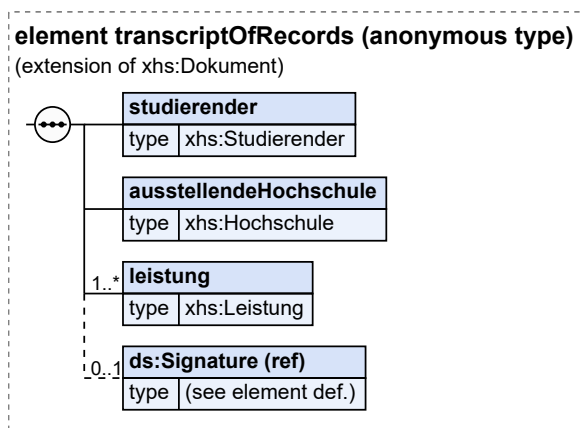 element transcriptOfRecords (anonymous type)
(extension of xhs:Dokument)
studierender
type xhs:Studierender
ausstellendeHochschule
type xhs:Hochschule
1..* leistung
type xhs:Leistung
0..1 ds:Signature (ref)
type (see element def.)